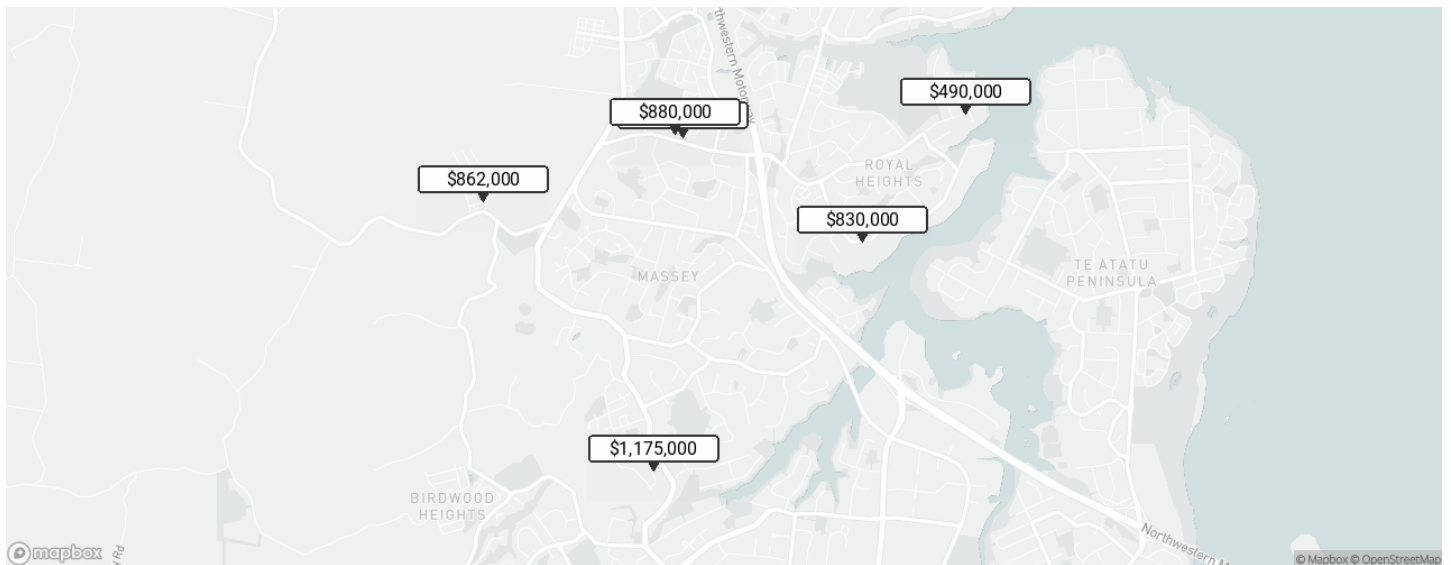 Northwestern Motorway
$490,000
$880,000
ROYAL
HEIGHTS
$862,000
$830,000
MASSEY
TE ATATU
PENINSULA
$1,175,000
BIRDWOOD
HEIGHTS
Northwestern M
Rd
mapbox
© Mapbox © OpenStreetMap